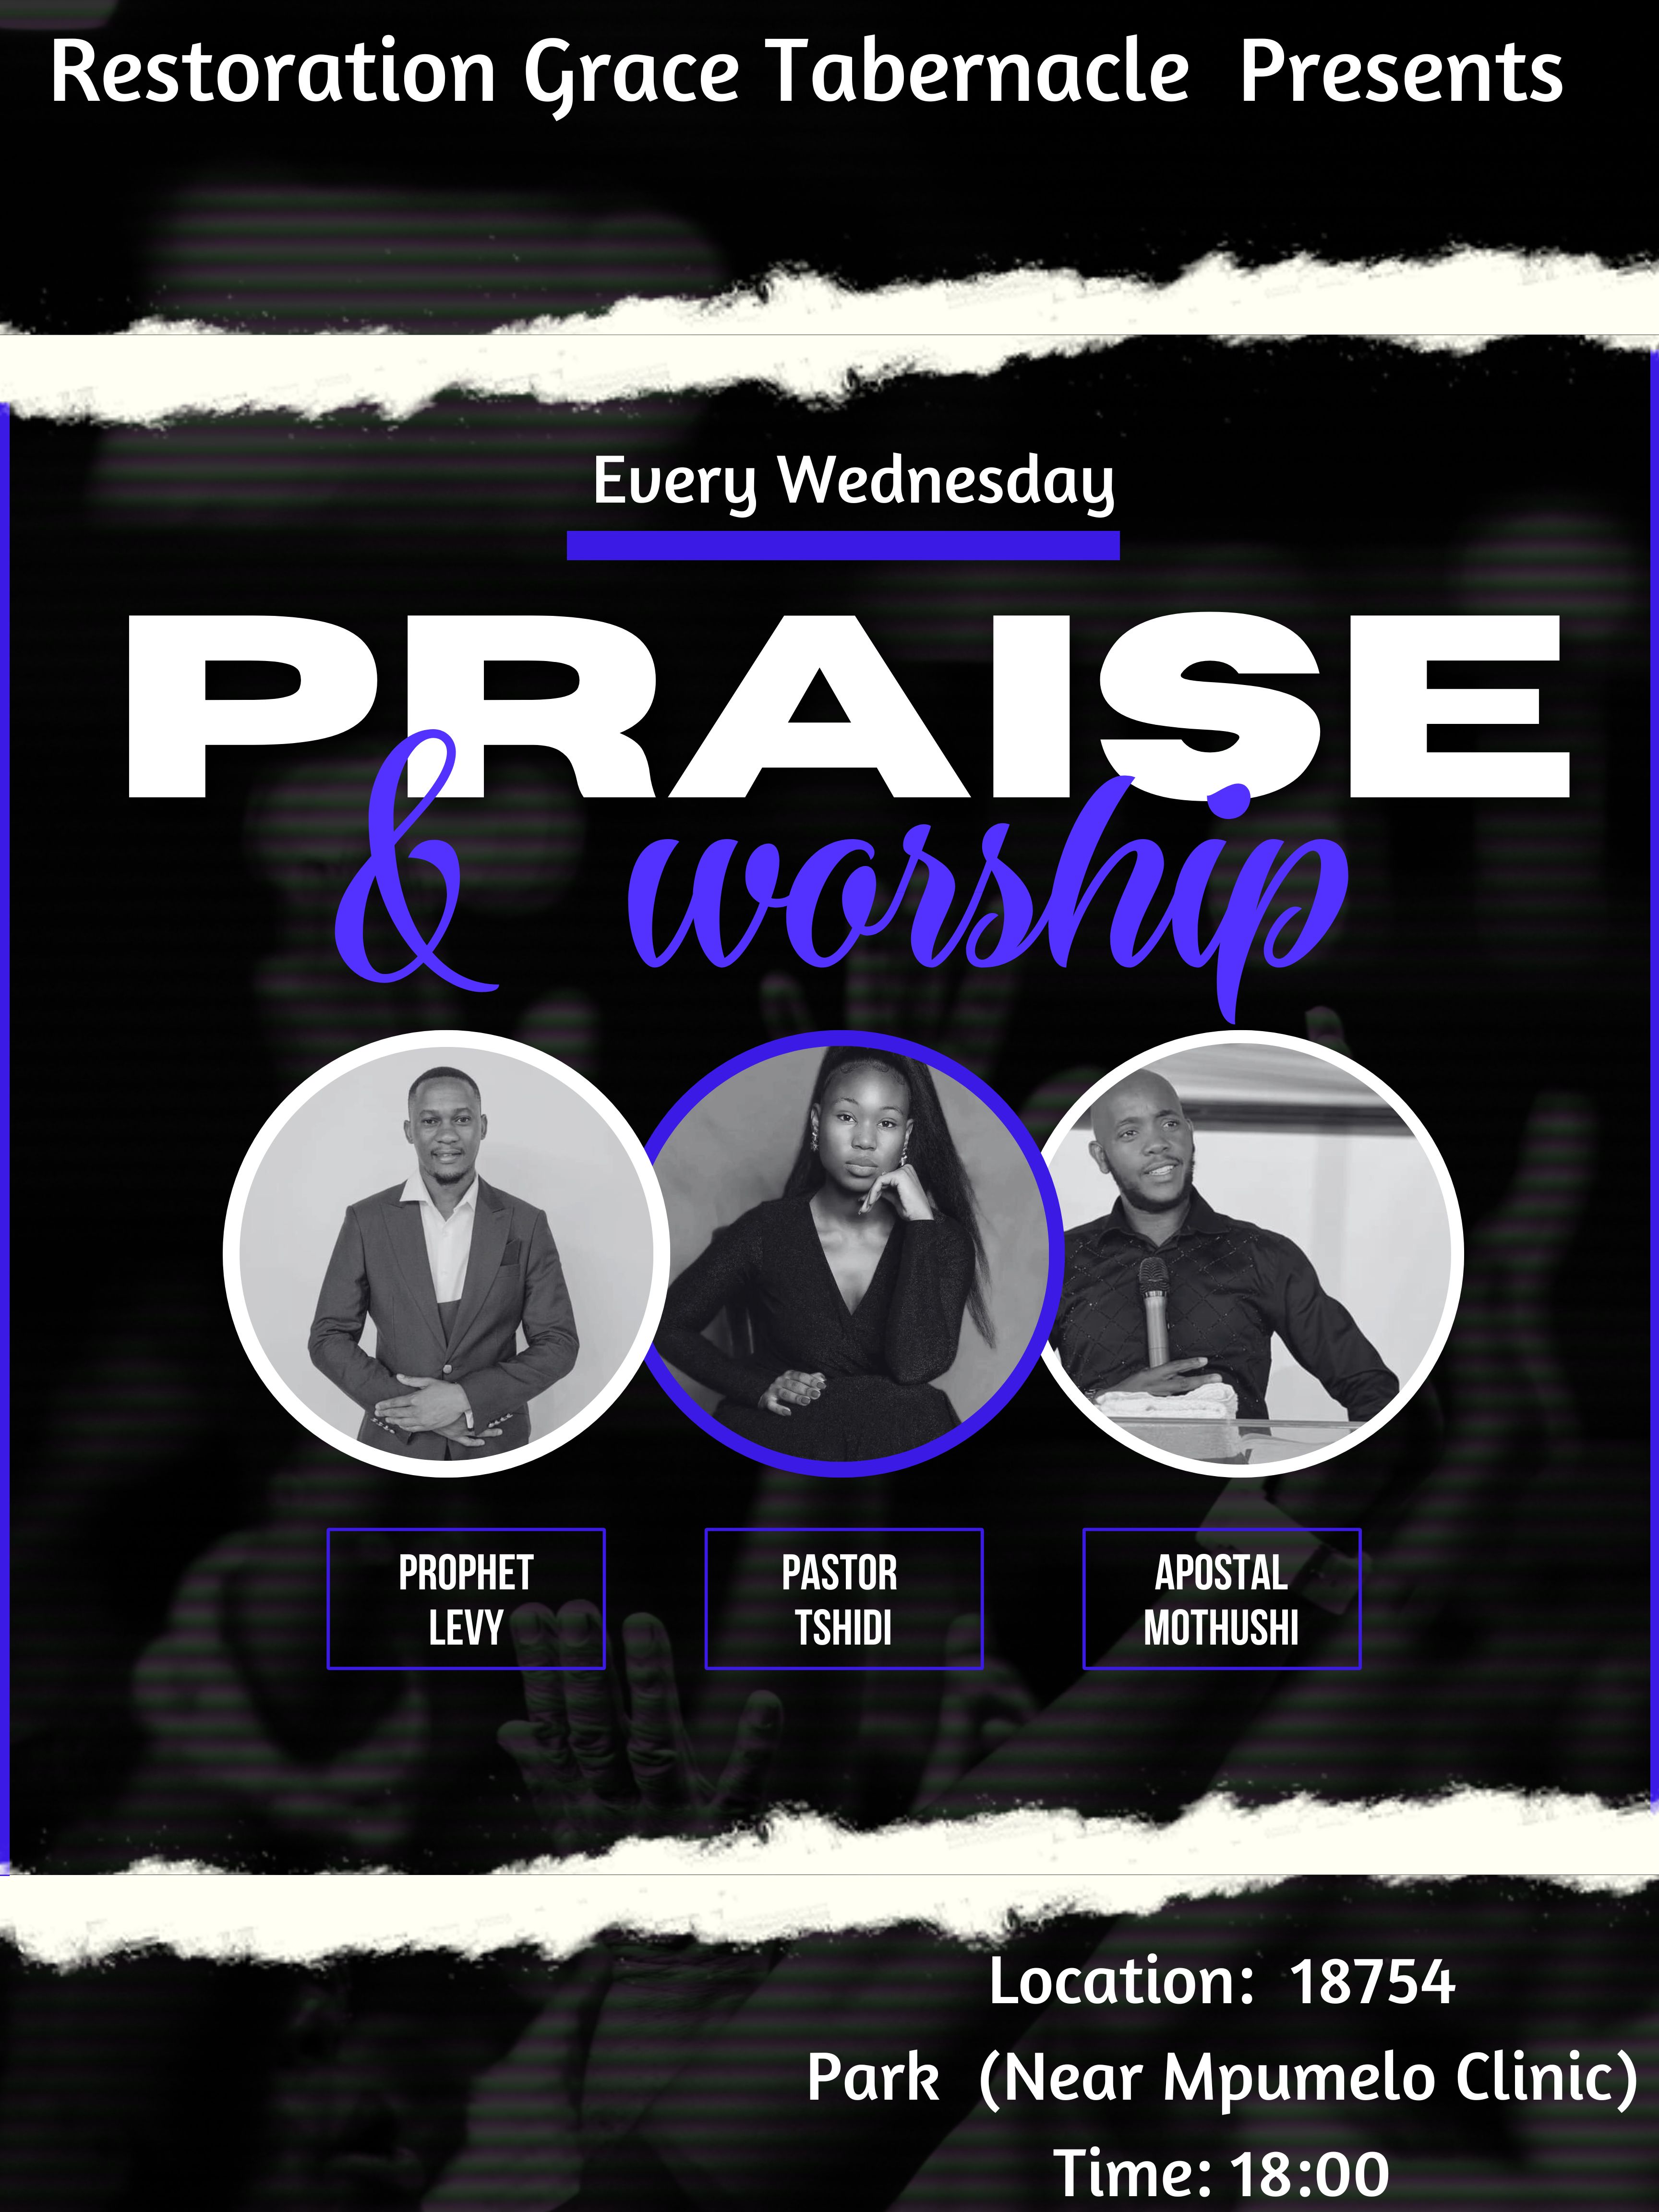 Restoration Grace Tabernacle Presents
Every Wednesday
PRAISE
& worship
PROPHET
LEVY
PASTOR
TSHIDI
APOSTAL
MOTHUSHI
Location: 18754
Park (Near Mpumelo Clinic)
Time: 18:00